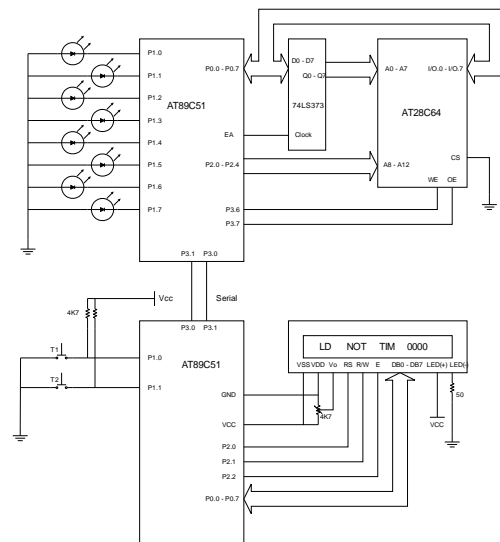 P1.0
P1.1
P1.2
P1.3
P1.4
P1.5
P1.6
P1.7
AT89C51
P0.0 - P0.7
EA
P2.0 - P2.4
P3.6
P3.7
P3.1 P3.0
D0 - D7
Q0 - Q7
74LS373
Clock
A0 - A7 I/O.0 - I/O.7
AT28C64
CS
A8 - A12
WE OE
Vcc
Serial
4K7
T1
T2
P3.0 P3.1
P1.0
AT89C51
P1.1
GND
VCC
P2.0
P2.1
P2.2
P0.0 - P0.7
LD NOT TIM 0000
VSS VDD Vo RS R/W E DB0 - DB7 LED(+) LED(-)
4K7
50
VCC